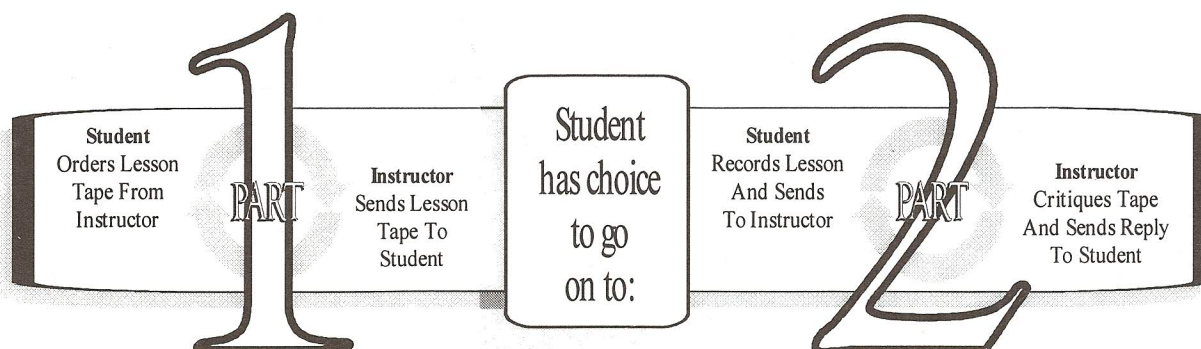 1
PART
Student
Orders Lesson
Tape From
Instructor
Instructor
Sends Lesson
Tape To
Student
Student
has choice
to go
on to:
2
PART
Student
Records Lesson
And Sends
To Instructor
Instructor
Critiques Tape
And Sends Reply
To Student